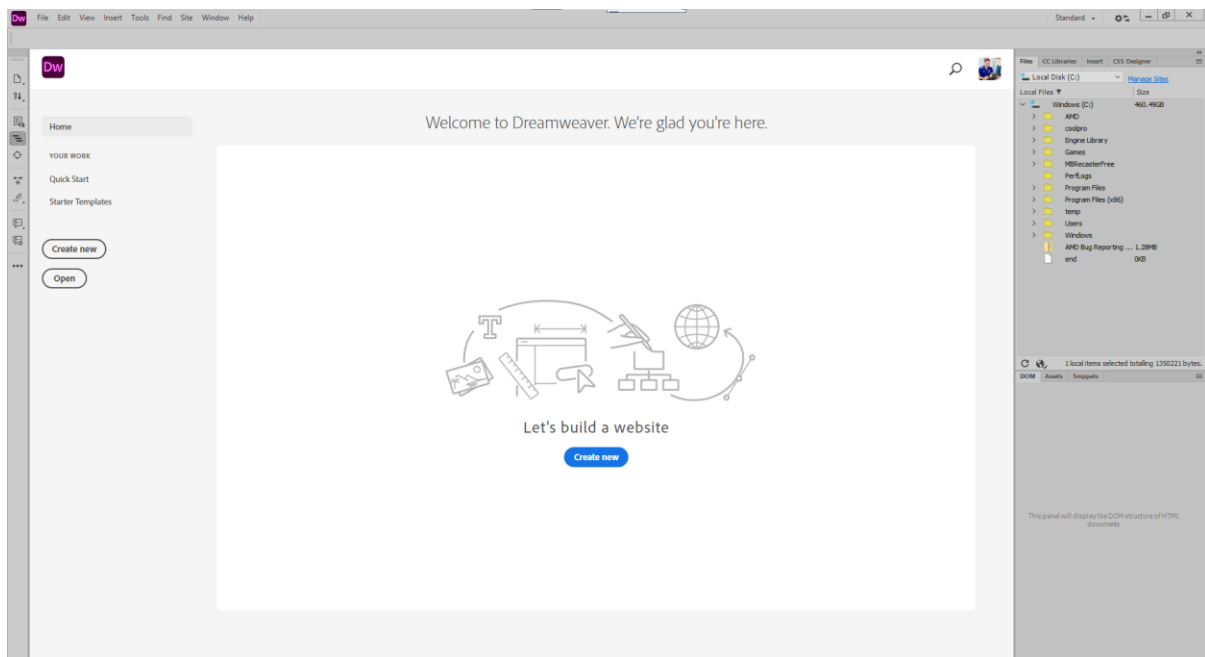 Dw File Edit View Insert Tools Find Site Window Help
Standard
Dw
Home
YOUR WORK
Quick Start
Starter Templates
Create new
Open
Welcome to Dreamweaver. We're glad you're here.
T
Let's build a website
Create new
Files CC Libraries Insert CSS Designer
Local Disk (C:) Manage Sites
Local Files Size
Windows (C:) 460.49GB
AMD
coolpro
Engine Library
Games
MBRecasterFree
PerfLogs
Program Files
Program Files (x86)
temp
Users
Windows
AMD Bug Reporting ... 1.28MB
end 0KB
1 local items selected totalling 1350221 bytes.
DOM Assets Snippets
This panel will display the DOM structure of HTML
documents